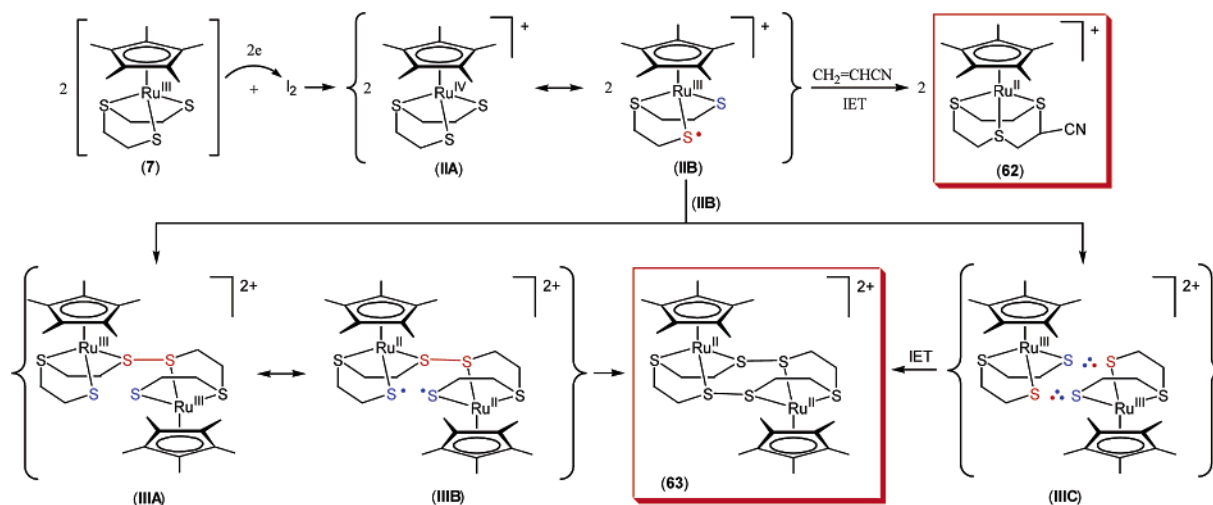 2 Ru III S S S (7)
2e + I2
2 Ru IV S S S + (IIA)
2 Ru III S S S • + (IIB)
CH2=CHCN
IET
2 Ru II S S S CN + (62)
(IIB)
Ru III S S S S S S Ru III 2+ (IIIA)
Ru II S S S S S S Ru II 2+ (IIIB)
Ru II S S S S S S Ru II 2+ (63)
IET
Ru III S S S S S S Ru III 2+ (IIIC)